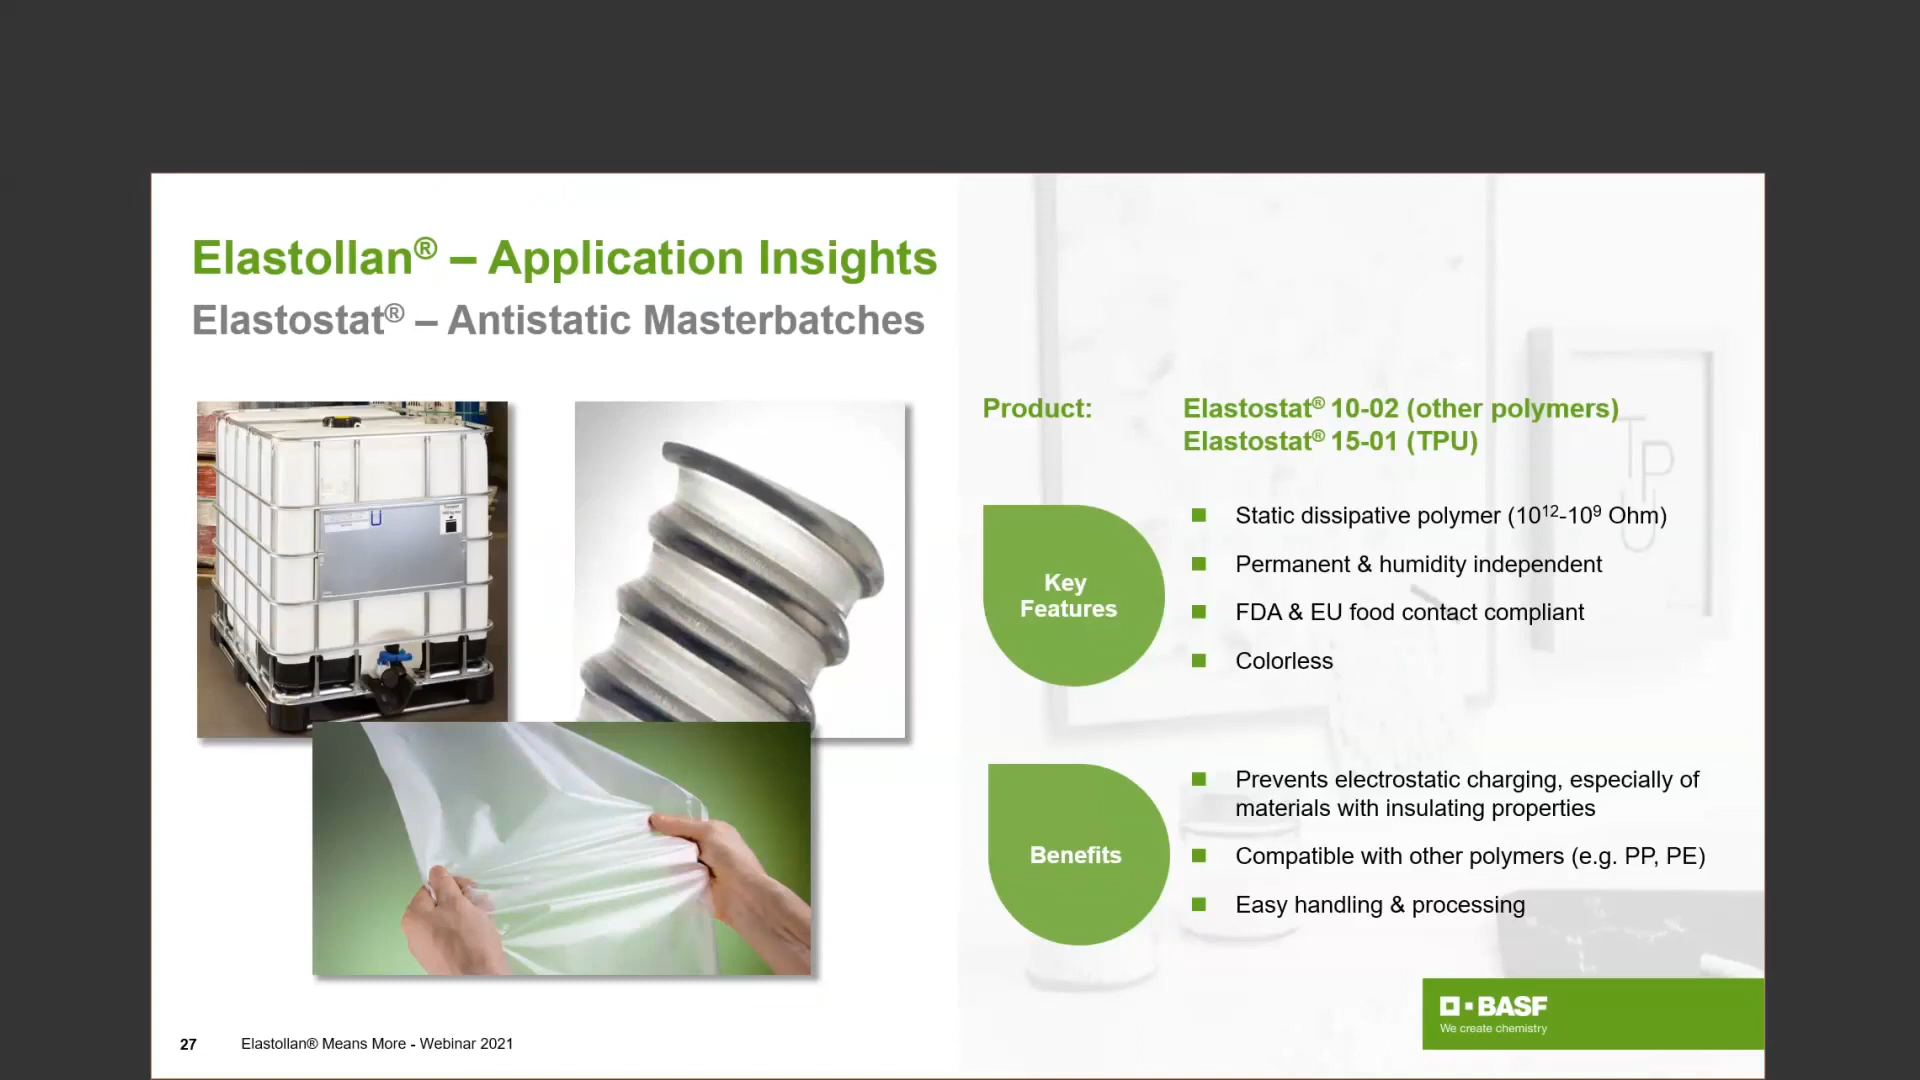 Elastollan® – Application Insights
Elastostat® – Antistatic Masterbatches
Product:
Elastostat® 10-02 (other polymers)
Elastostat® 15-01 (TPU)
Key
Features
Static dissipative polymer (10¹²-10⁹ Ohm)
Permanent & humidity independent
FDA & EU food contact compliant
Colorless
TP
U
Benefits
Prevents electrostatic charging, especially of
materials with insulating properties
Compatible with other polymers (e.g. PP, PE)
Easy handling & processing
BASF
We create chemistry
27
Elastollan® Means More - Webinar 2021